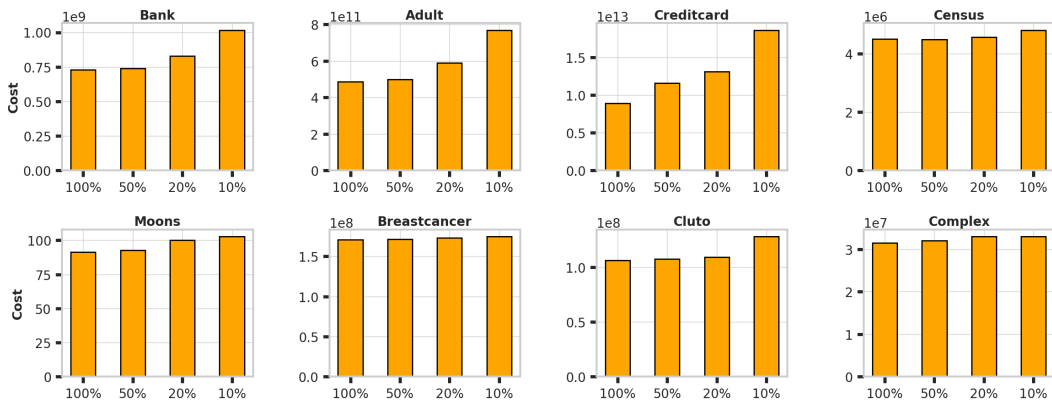 Bank
1e9
Cost
1.00
0.75
0.50
0.25
0.00
100% 50% 20% 10%
Adult
1e11
8
6
4
2
0
100% 50% 20% 10%
Creditcard
1e13
1.5
1.0
0.5
0.0
100% 50% 20% 10%
Census
1e6
4
2
0
100% 50% 20% 10%
Moons
Cost
100
75
50
25
0
100% 50% 20% 10%
Breastcancer
1e8
1.5
1.0
0.5
0.0
100% 50% 20% 10%
Cluto
1e8
1.0
0.5
0.0
100% 50% 20% 10%
Complex
1e7
3
2
1
0
100% 50% 20% 10%